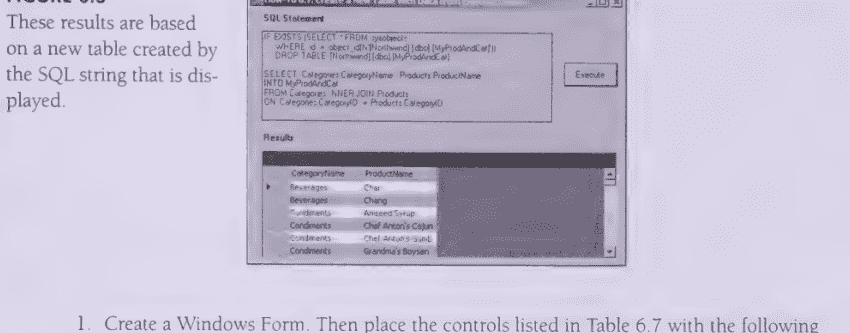 These results are based
on a new table created by
the SQL string that is dis-
played.
SQL Statement
IF EXISTS (SELECT * FROM sysobjects
WHERE id = object_id(N'[Northwind].[dbo].[MyProdAndCat]'))
DROP TABLE [Northwind].[dbo].[MyProdAndCat]
SELECT Categories.CategoryName Products.ProductName
INTO MyProdAndCat
FROM Categories INNER JOIN Products
ON Categories.CategoryID = Products.CategoryID
Execute
Results
CategoryName ProductName
Beverages Chai
Beverages Chang
Condiments Aniseed Syrup
Condiments Chef Anton's Cajun
Condiments Chef Anton's Gumb
Condiments Grandma's Boysen
1. Create a Windows Form. Then place the controls listed in Table 6.7 with the following